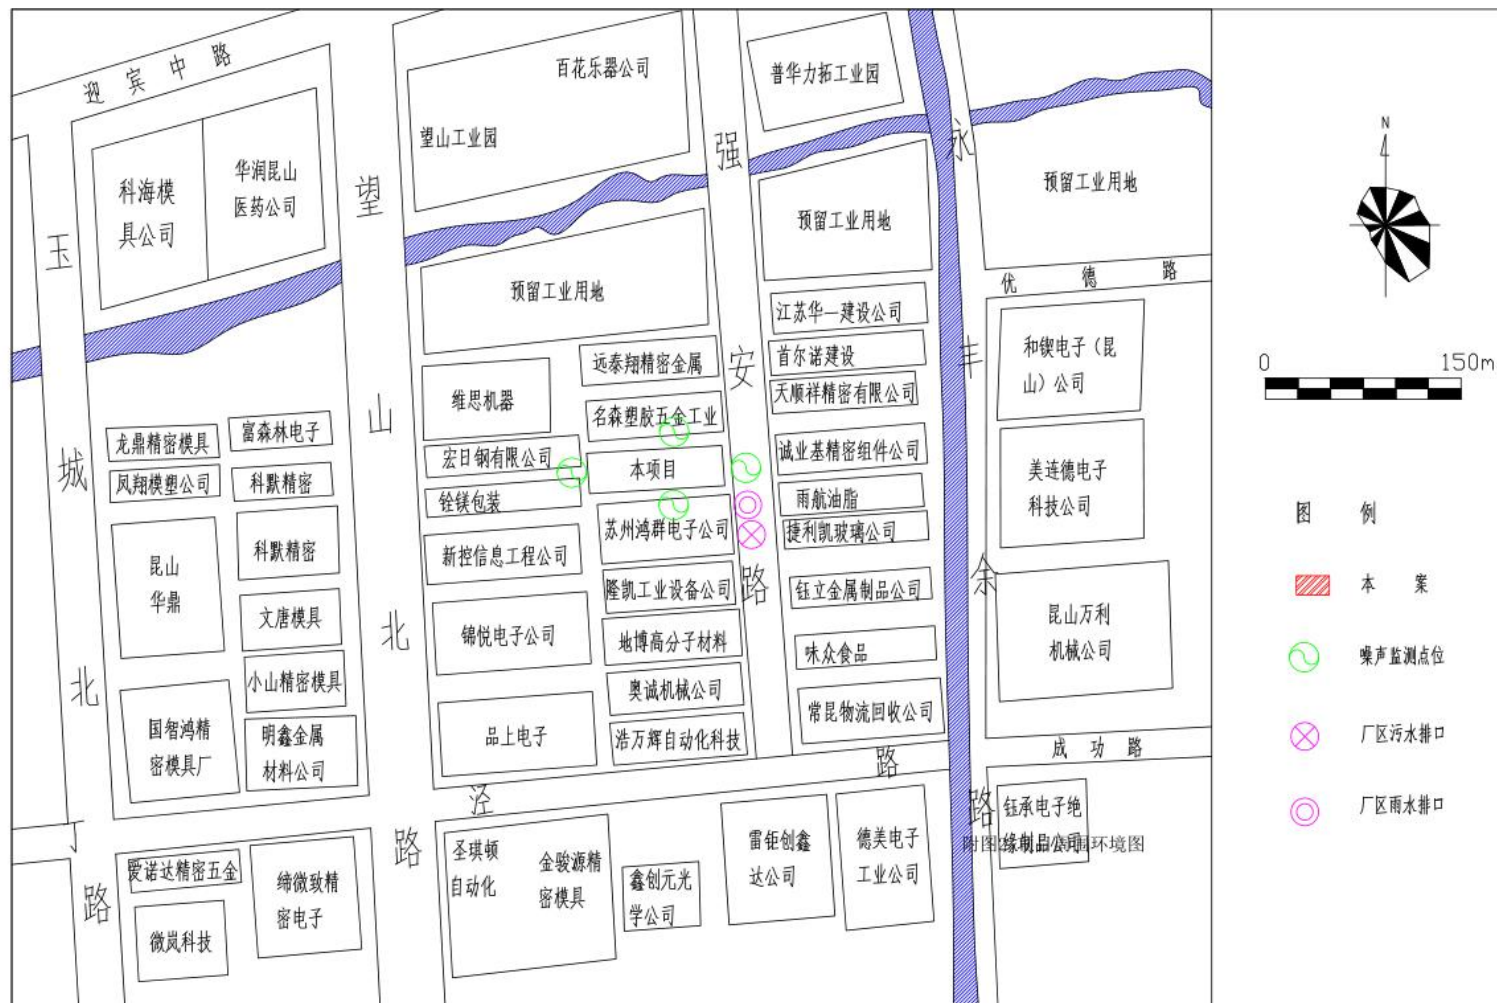 迎宾中路
百花乐器公司
望山工业园
普华力拓工业园
强
永
科海模
具公司
华润昆山
医药公司
望
玉
预留工业用地
预留工业用地
预留工业用地
优德路
江苏华一建设公司
首尔诺建设
天顺祥精密有限公司
安
丰
和锲电子（昆
山）公司
远泰翔精密金属
维思机器
名森塑胶五金工业
山
龙鼎精密模具
富森林电子
城
凤翔模塑公司
科默精密
宏日钢有限公司
本项目
诚业基精密组件公司
美连德电子
科技公司
铨镁包装
雨航油脂
苏州鸿群电子公司
捷利凯玻璃公司
昆山
华鼎
科默精密
新控信息工程公司
路
余
隆凯工业设备公司
钰立金属制品公司
文唐模具
北
锦悦电子公司
地博高分子材料
味众食品
昆山万利
机械公司
北
小山精密模具
奥诚机械公司
常昆物流回收公司
国智鸿精
密模具厂
明鑫金属
材料公司
品上电子
浩万辉自动化科技
成功路
丁
泾
路
路
路
路
钰承电子绝
缘制品公司
爱诺达精密五金
缔微致精
密电子
微岚科技
圣琪顿
自动化
金骏源精
密模具
鑫创元光
学公司
雷钜创鑫
达公司
德美电子
工业公司
N
0
150m
图例
本案
噪声监测点位
厂区污水排口
厂区雨水排口